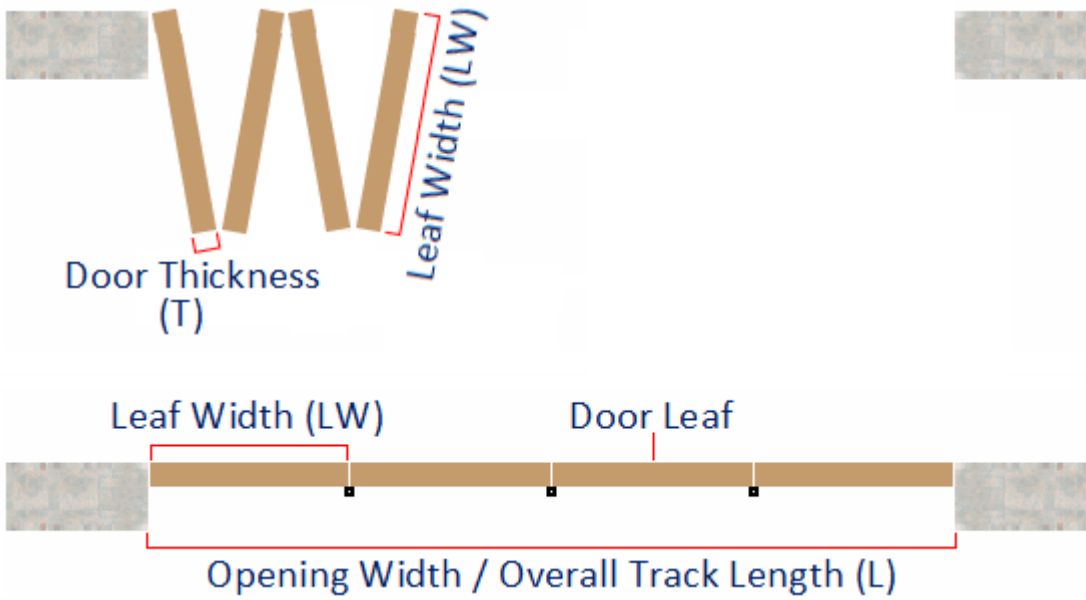 Leaf Width (LW)
Door Thickness
(T)
Leaf Width (LW)
Door Leaf
Opening Width / Overall Track Length (L)